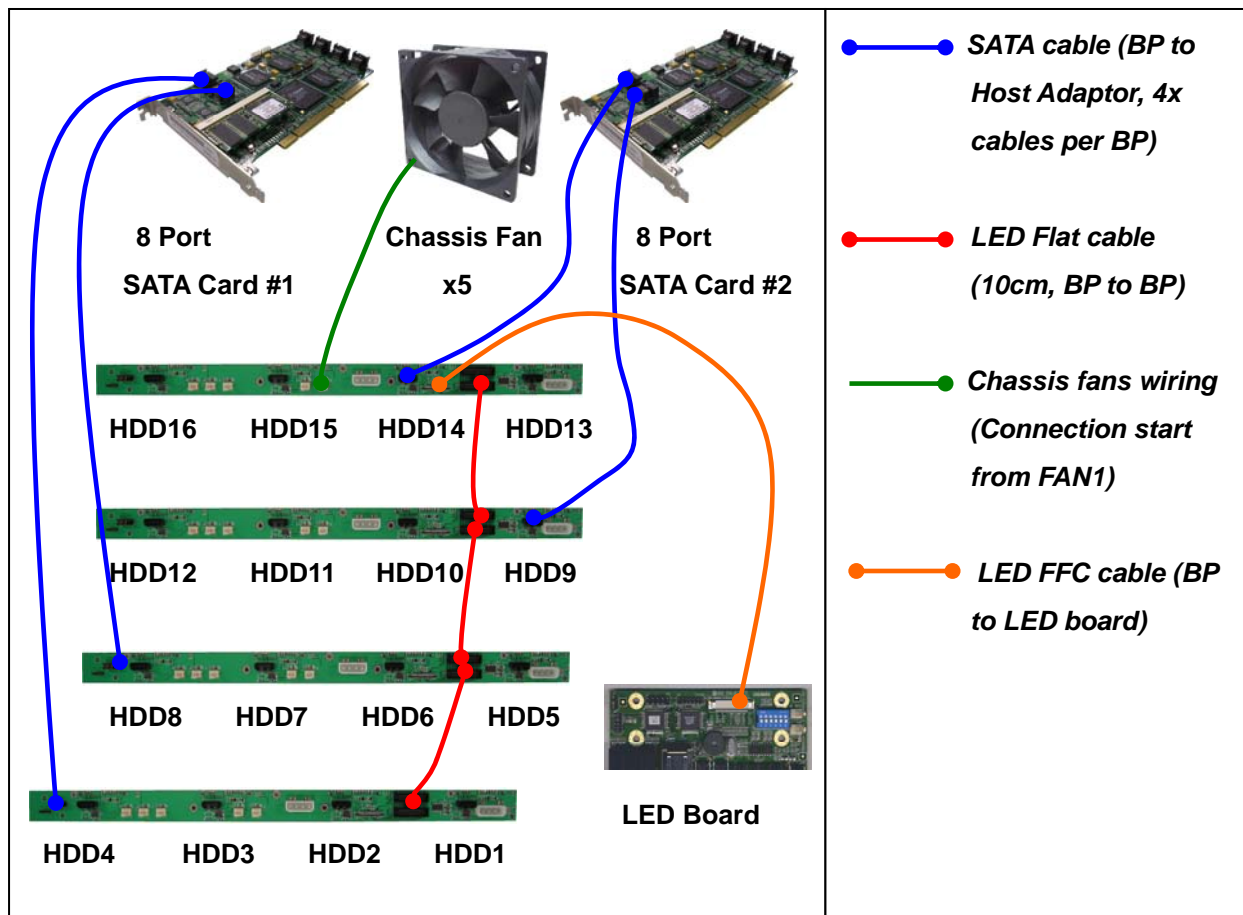 8 Port
SATA Card #1
Chassis Fan
x5
8 Port
SATA Card #2
HDD16 HDD15 HDD14 HDD13
HDD12 HDD11 HDD10 HDD9
HDD8 HDD7 HDD6 HDD5
HDD4 HDD3 HDD2 HDD1
LED Board
SATA cable (BP to
Host Adaptor, 4x
cables per BP)
LED Flat cable
(10cm, BP to BP)
Chassis fans wiring
(Connection start
from FAN1)
LED FFC cable (BP
to LED board)